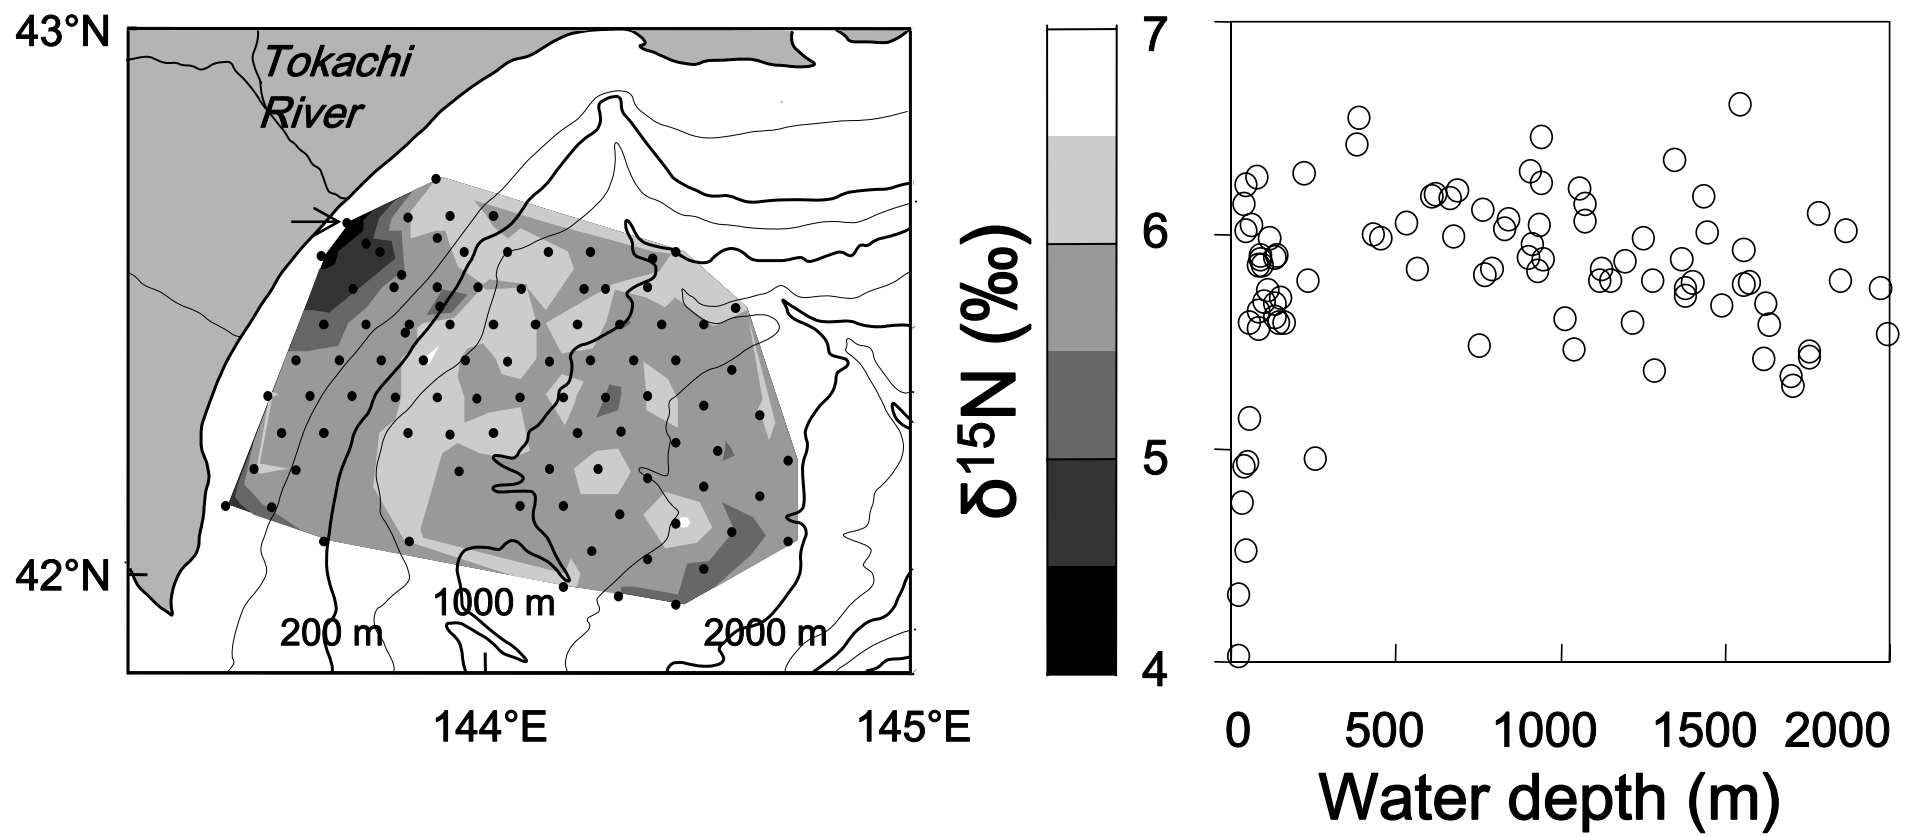 43°N
Tokachi
River
42°N
200 m
1000 m
2000 m
144°E
145°E
δ¹⁵N (‰)
7
6
5
4
0 500 1000 1500 2000
Water depth (m)